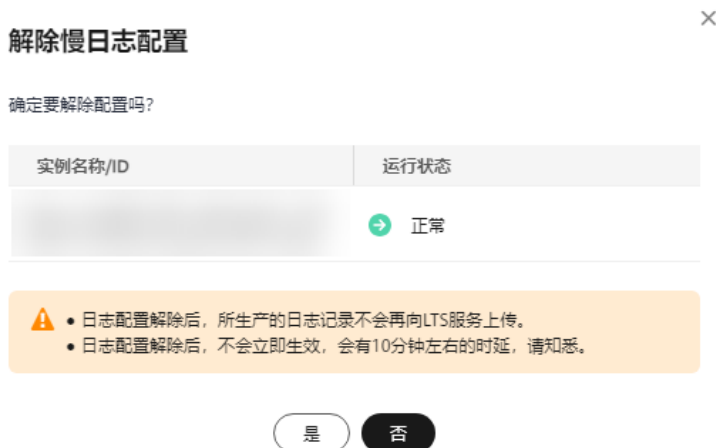 解除慢日志配置
确定要解除配置吗?
实例名称/ID 运行状态
正常
● 日志配置解除后，所生产的日志记录不会再向LTS服务上传。
● 日志配置解除后，不会立即生效，会有10分钟左右的时延，请知悉。
是 否